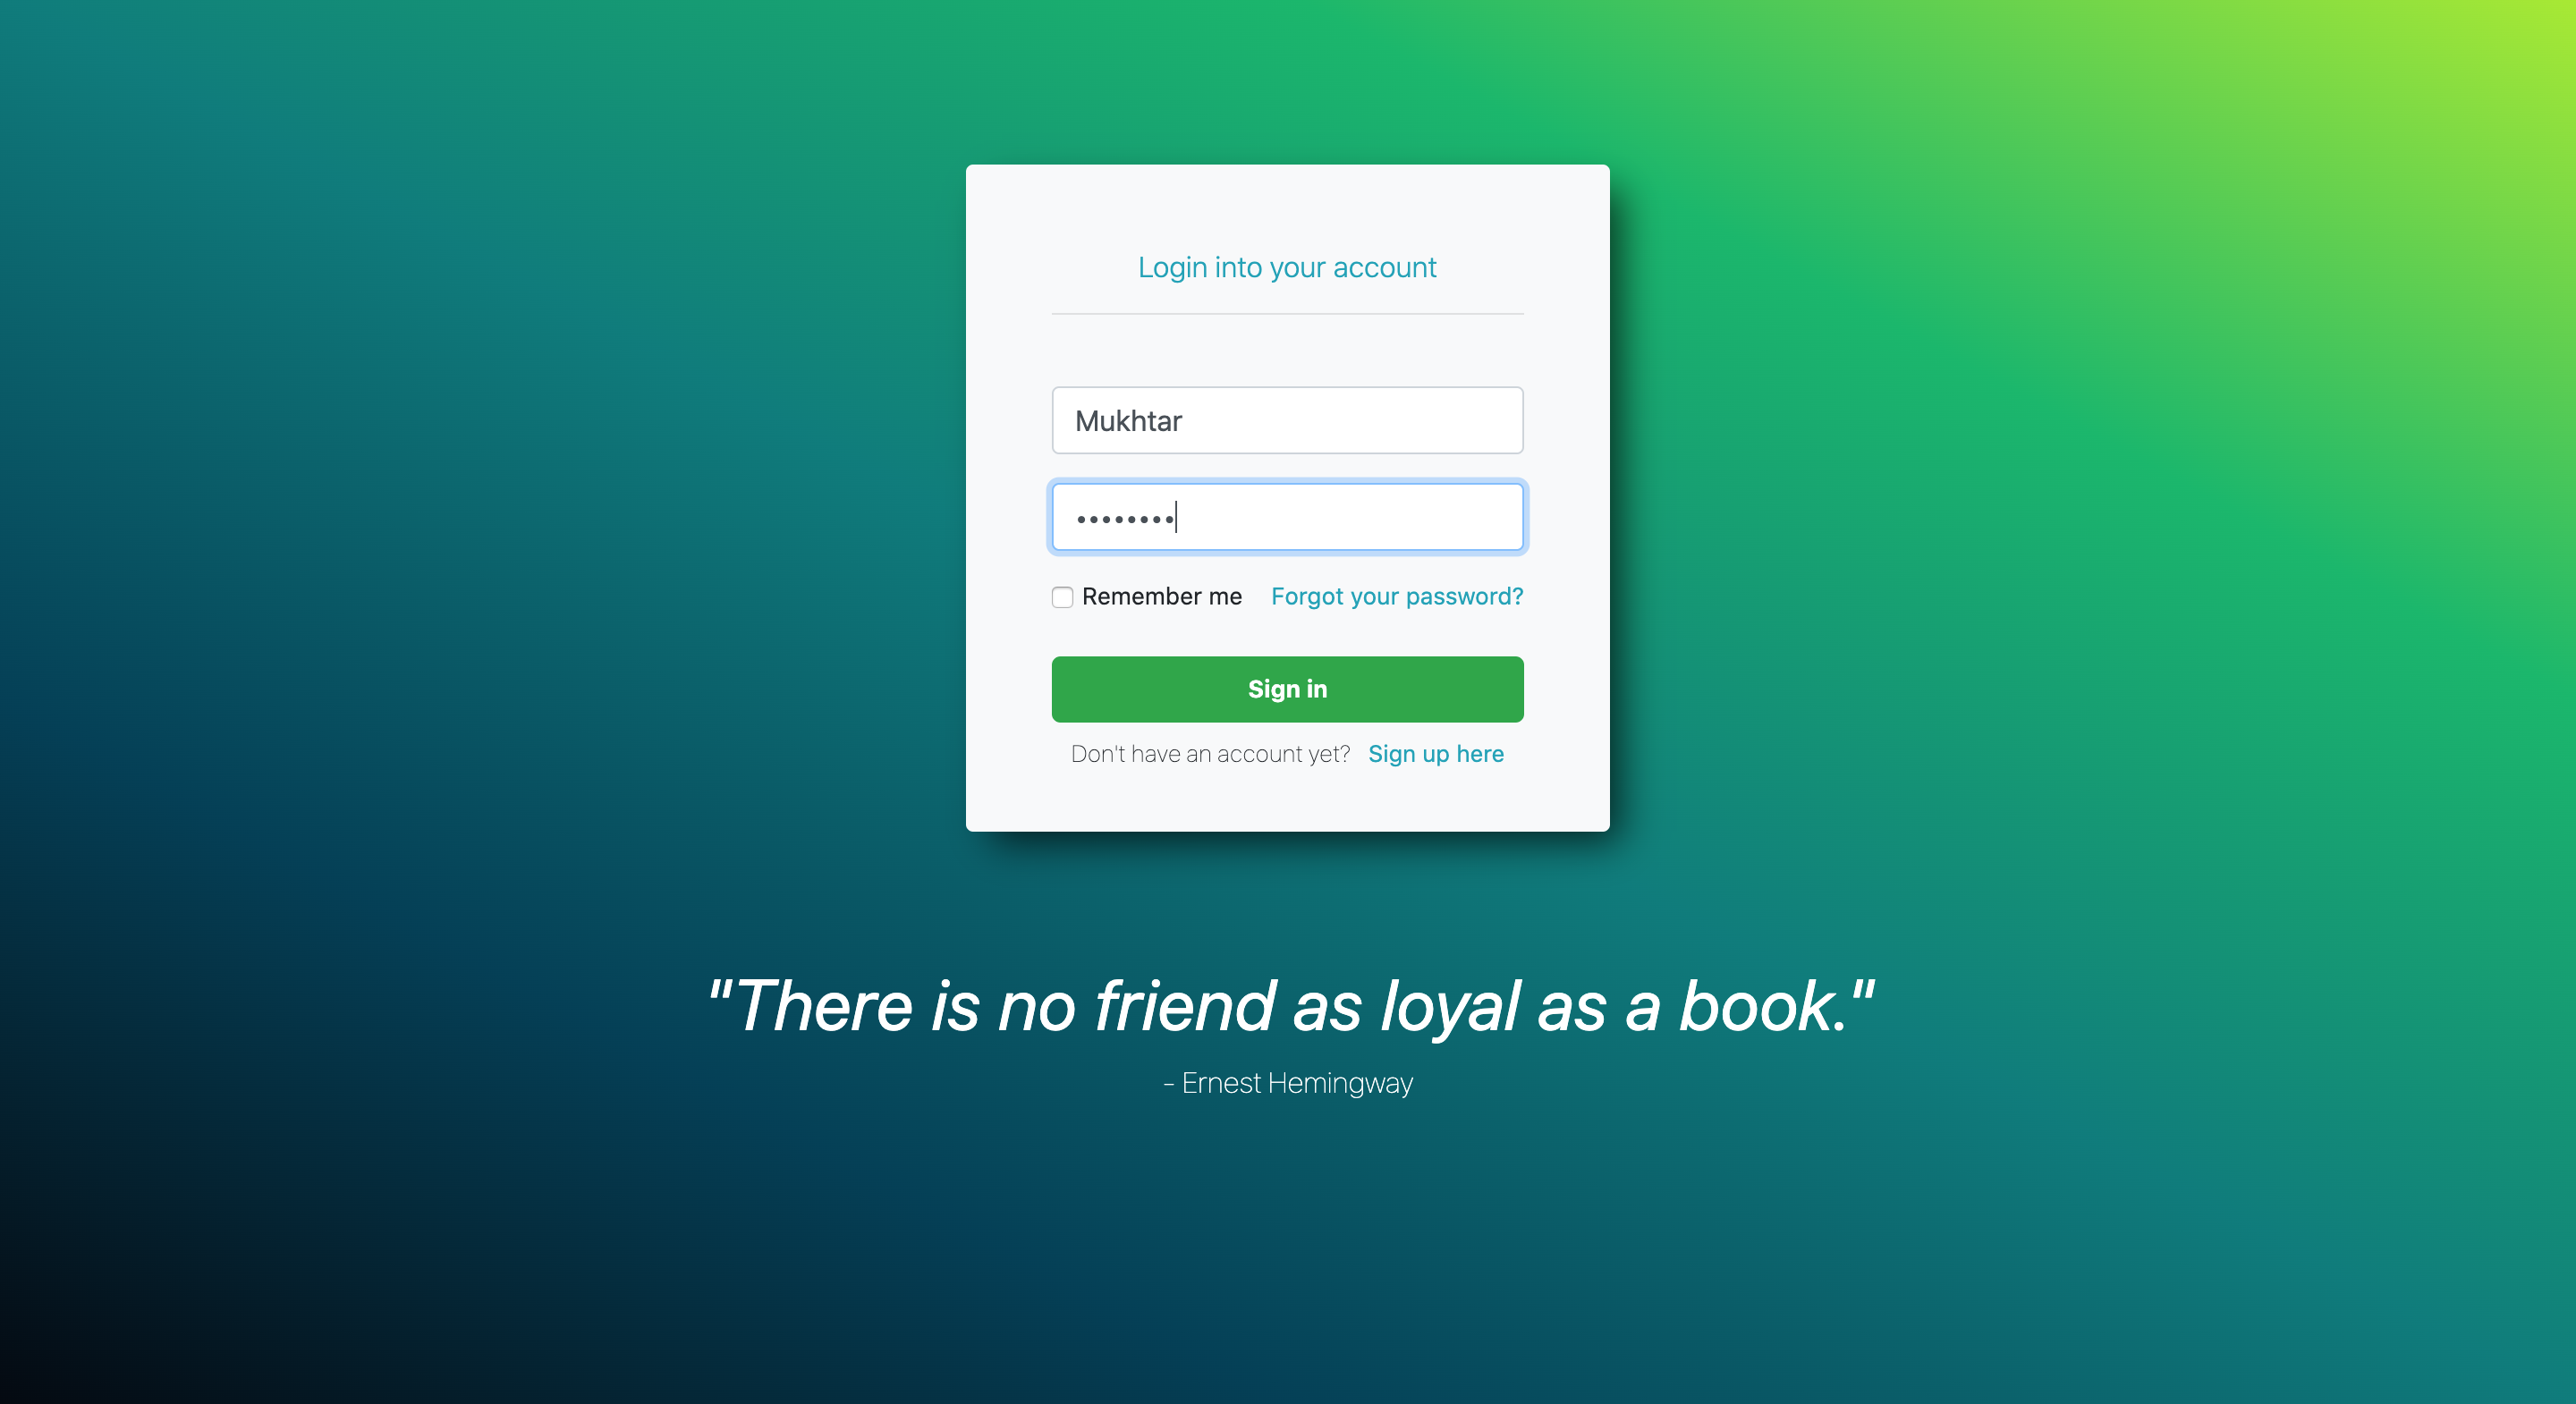 Login into your account
Mukhtar
••••••••
Remember me Forgot your password?
Sign in
Don't have an account yet? Sign up here
"There is no friend as loyal as a book."
- Ernest Hemingway